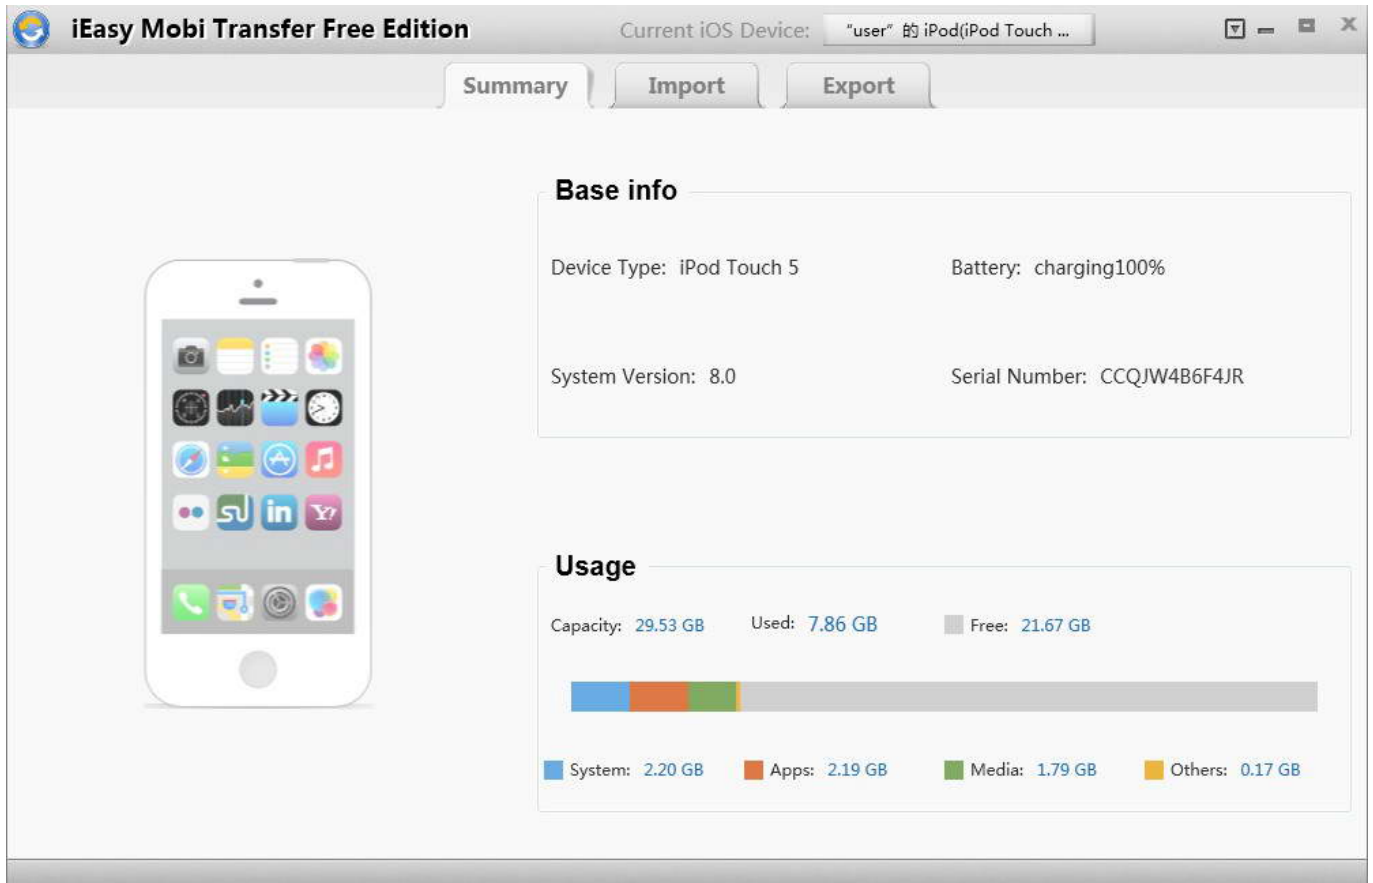 iEasy Mobi Transfer Free Edition
Current iOS Device: "user" 的 iPod(iPod Touch ...
Summary Import Export
Base info
Device Type: iPod Touch 5 Battery: charging100%
System Version: 8.0 Serial Number: CCQJW4B6F4JR
Usage
Capacity: 29.53 GB Used: 7.86 GB Free: 21.67 GB
System: 2.20 GB Apps: 2.19 GB Media: 1.79 GB Others: 0.17 GB
in
Y!